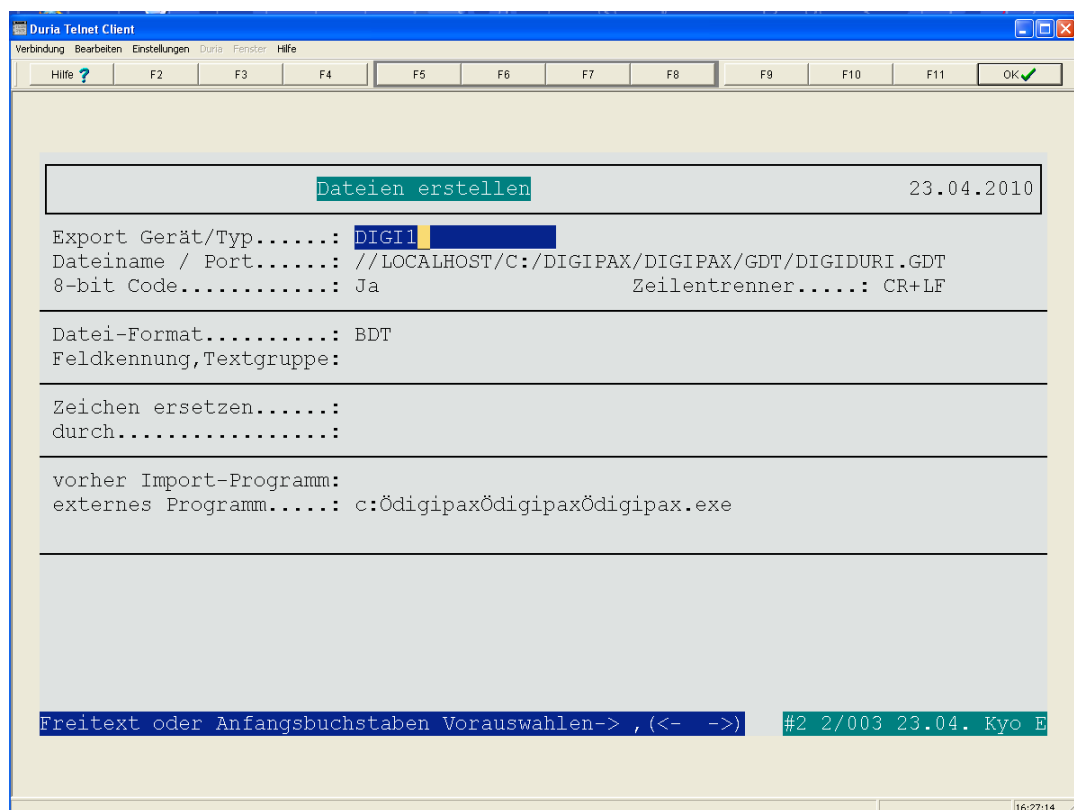 Duria Telnet Client
Verbindung Bearbeiten Einstellungen Duria Fenster Hilfe
Hilfe ? F2 F3 F4 F5 F6 F7 F8 F9 F10 F11 OK
Dateien erstellen 23.04.2010
Export Gerät/Typ......: DIGI1
Dateiname / Port......: //LOCALHOST/C:/DIGIPAX/DIGIPAX/GDT/DIGIDURI.GDT
8-bit Code............: Ja Zeilentrenner.....: CR+LF
Datei-Format..........: BDT
Feldkennung,Textgruppe:
Zeichen ersetzen......:
durch.................:
vorher Import-Programm:
externes Programm.....: c:ÖdigipaxÖdigipaxÖdigipax.exe
Freitext oder Anfangsbuchstaben Vorauswahlen-> ,(<- ->) #2 2/003 23.04. Kyo E
16:27:14